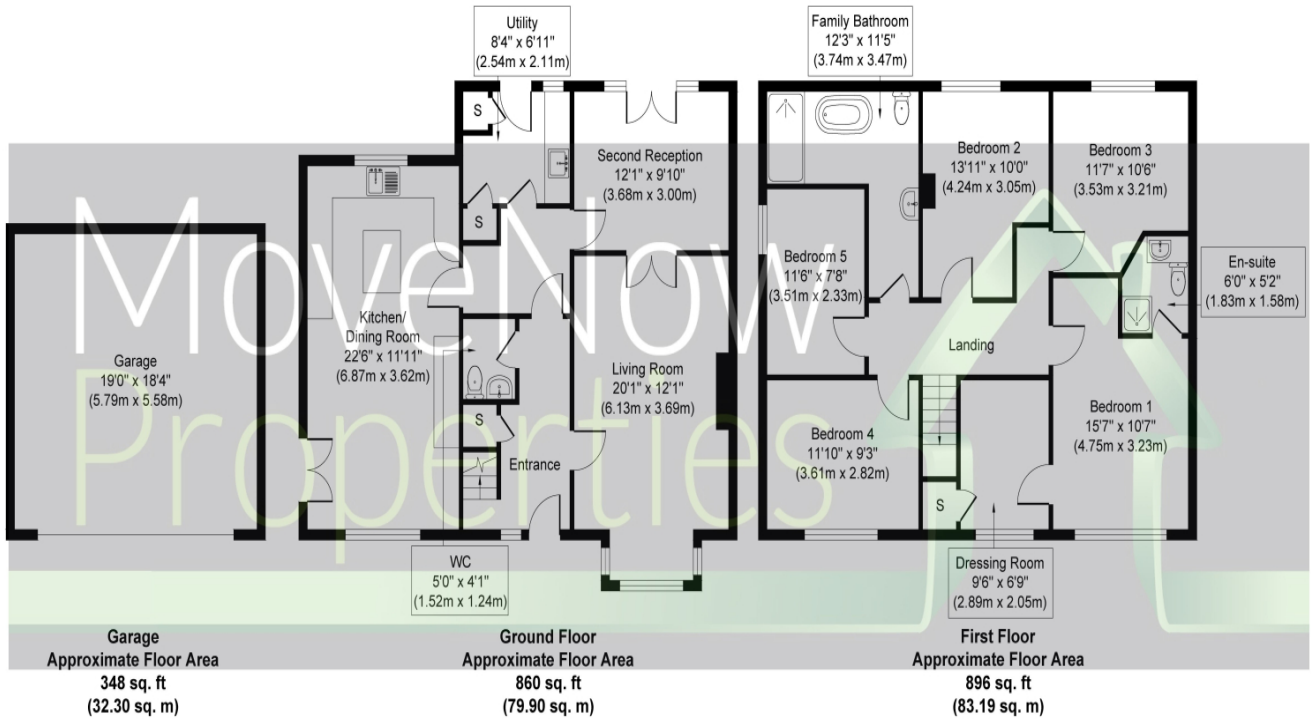 Utility
8'4" x 6'11"
(2.54m x 2.11m)
Family Bathroom
12'3" x 11'5"
(3.74m x 3.47m)
S
Second Reception
12'1" x 9'10"
(3.68m x 3.00m)
Bedroom 2
13'11" x 10'0"
(4.24m x 3.05m)
Bedroom 3
11'7" x 10'6"
(3.53m x 3.21m)
S
MoveNow
Properties
Bedroom 5
11'6" x 7'8"
(3.51m x 2.33m)
En-suite
6'0" x 5'2"
(1.83m x 1.58m)
Kitchen/
Dining Room
22'6" x 11'11"
(6.87m x 3.62m)
Landing
Garage
19'0" x 18'4"
(5.79m x 5.58m)
Living Room
20'1" x 12'1"
(6.13m x 3.69m)
Bedroom 1
15'7" x 10'7"
(4.75m x 3.23m)
S
Bedroom 4
11'10" x 9'3"
(3.61m x 2.82m)
Entrance
S
WC
5'0" x 4'1"
(1.52m x 1.24m)
Dressing Room
9'6" x 6'9"
(2.89m x 2.05m)
Garage
Approximate Floor Area
348 sq. ft
(32.30 sq. m)
Ground Floor
Approximate Floor Area
860 sq. ft
(79.90 sq. m)
First Floor
Approximate Floor Area
896 sq. ft
(83.19 sq. m)